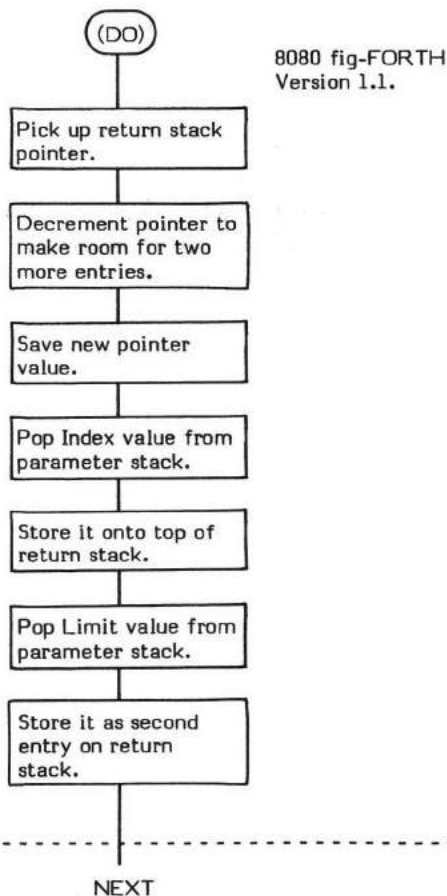 (DO)
8080 fig-FORTH
Version 1.1.
Pick up return stack
pointer.
Decrement pointer to
make room for two
more entries.
Save new pointer
value.
Pop Index value from
parameter stack.
Store it onto top of
return stack.
Pop Limit value from
parameter stack.
Store it as second
entry on return
stack.
NEXT